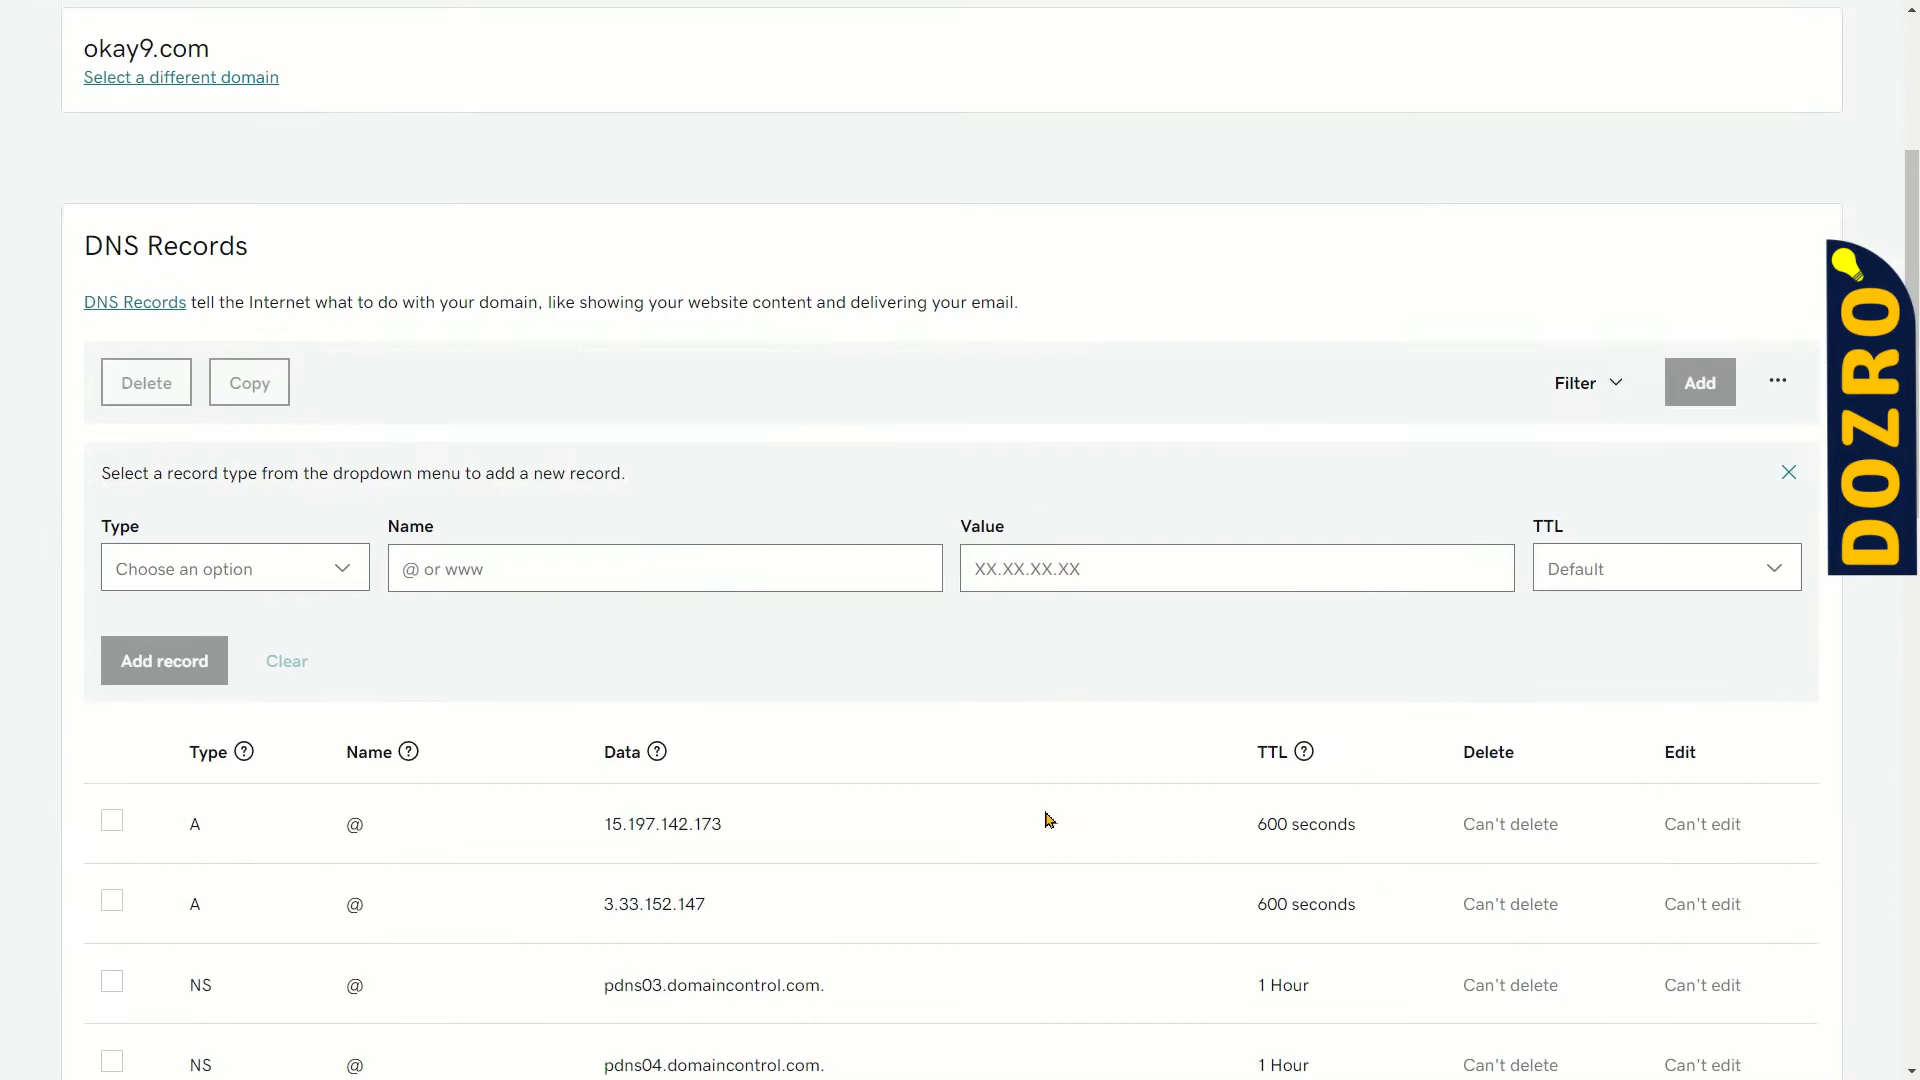 okay9.com
Select a different domain
DNS Records
DNS Records tell the Internet what to do with your domain, like showing your website content and delivering your email.
Delete Copy Filter Add ...
Select a record type from the dropdown menu to add a new record.
Type Name Value TTL
Choose an option @ or www XX.XX.XX.XX Default
Add record Clear
Type ? Name ? Data ? TTL ? Delete Edit
A @ 15.197.142.173 600 seconds Can't delete Can't edit
A @ 3.33.152.147 600 seconds Can't delete Can't edit
NS @ pdns03.domaincontrol.com. 1 Hour Can't delete Can't edit
NS @ pdns04.domaincontrol.com. 1 Hour Can't delete Can't edit
DOZRO